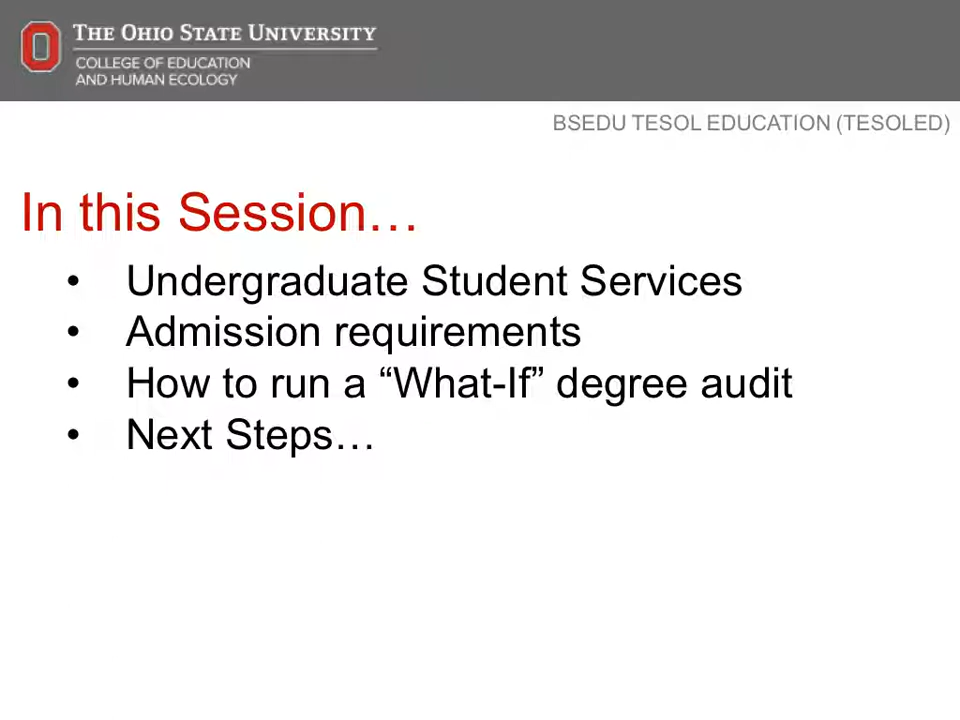 THE OHIO STATE UNIVERSITY
COLLEGE OF EDUCATION
AND HUMAN ECOLOGY
BSEDU TESOL EDUCATION (TESOLED)
In this Session…
• Undergraduate Student Services
• Admission requirements
• How to run a “What-If” degree audit
• Next Steps…